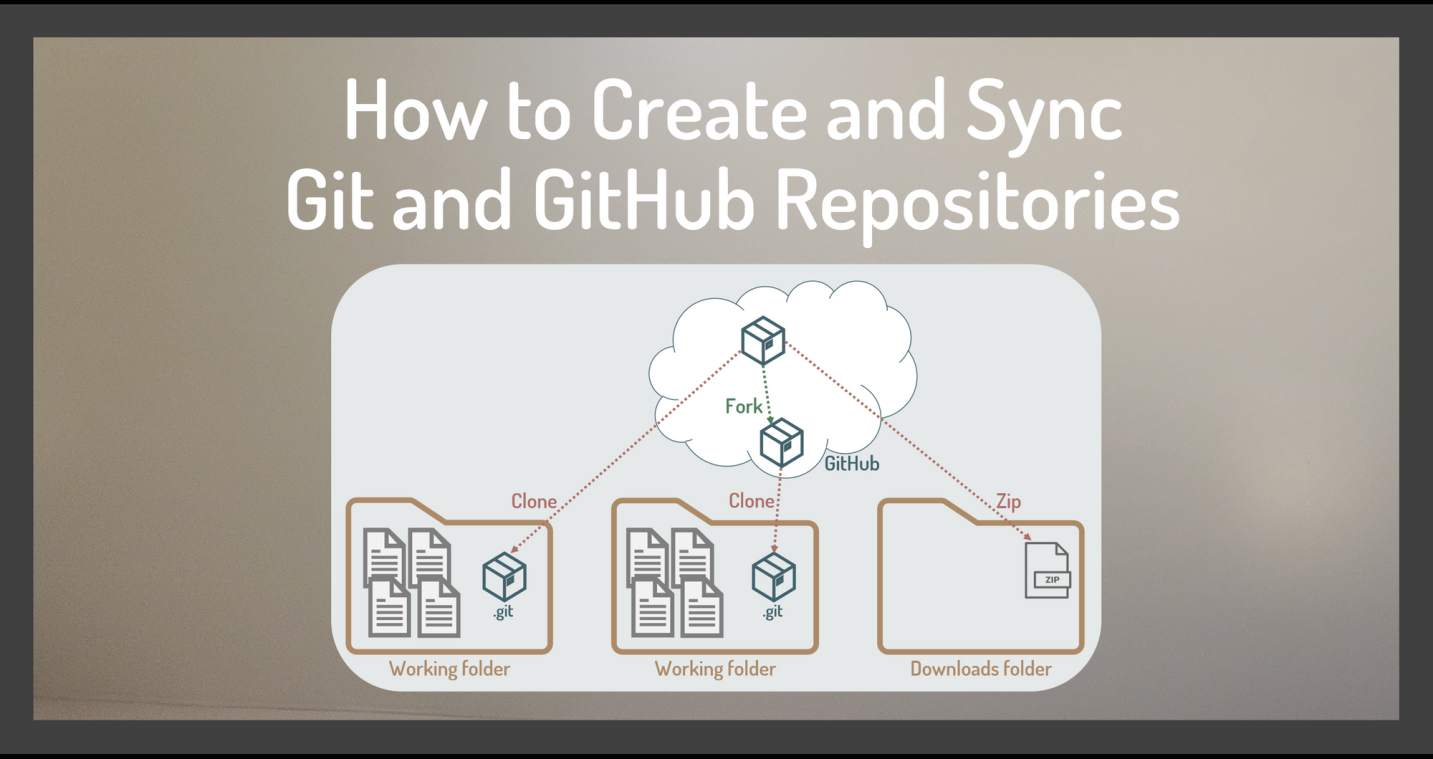 How to Create and Sync
Git and GitHub Repositories
Fork
GitHub
Clone
Clone
Zip
ZIP
.git
.git
Working folder
Working folder
Downloads folder